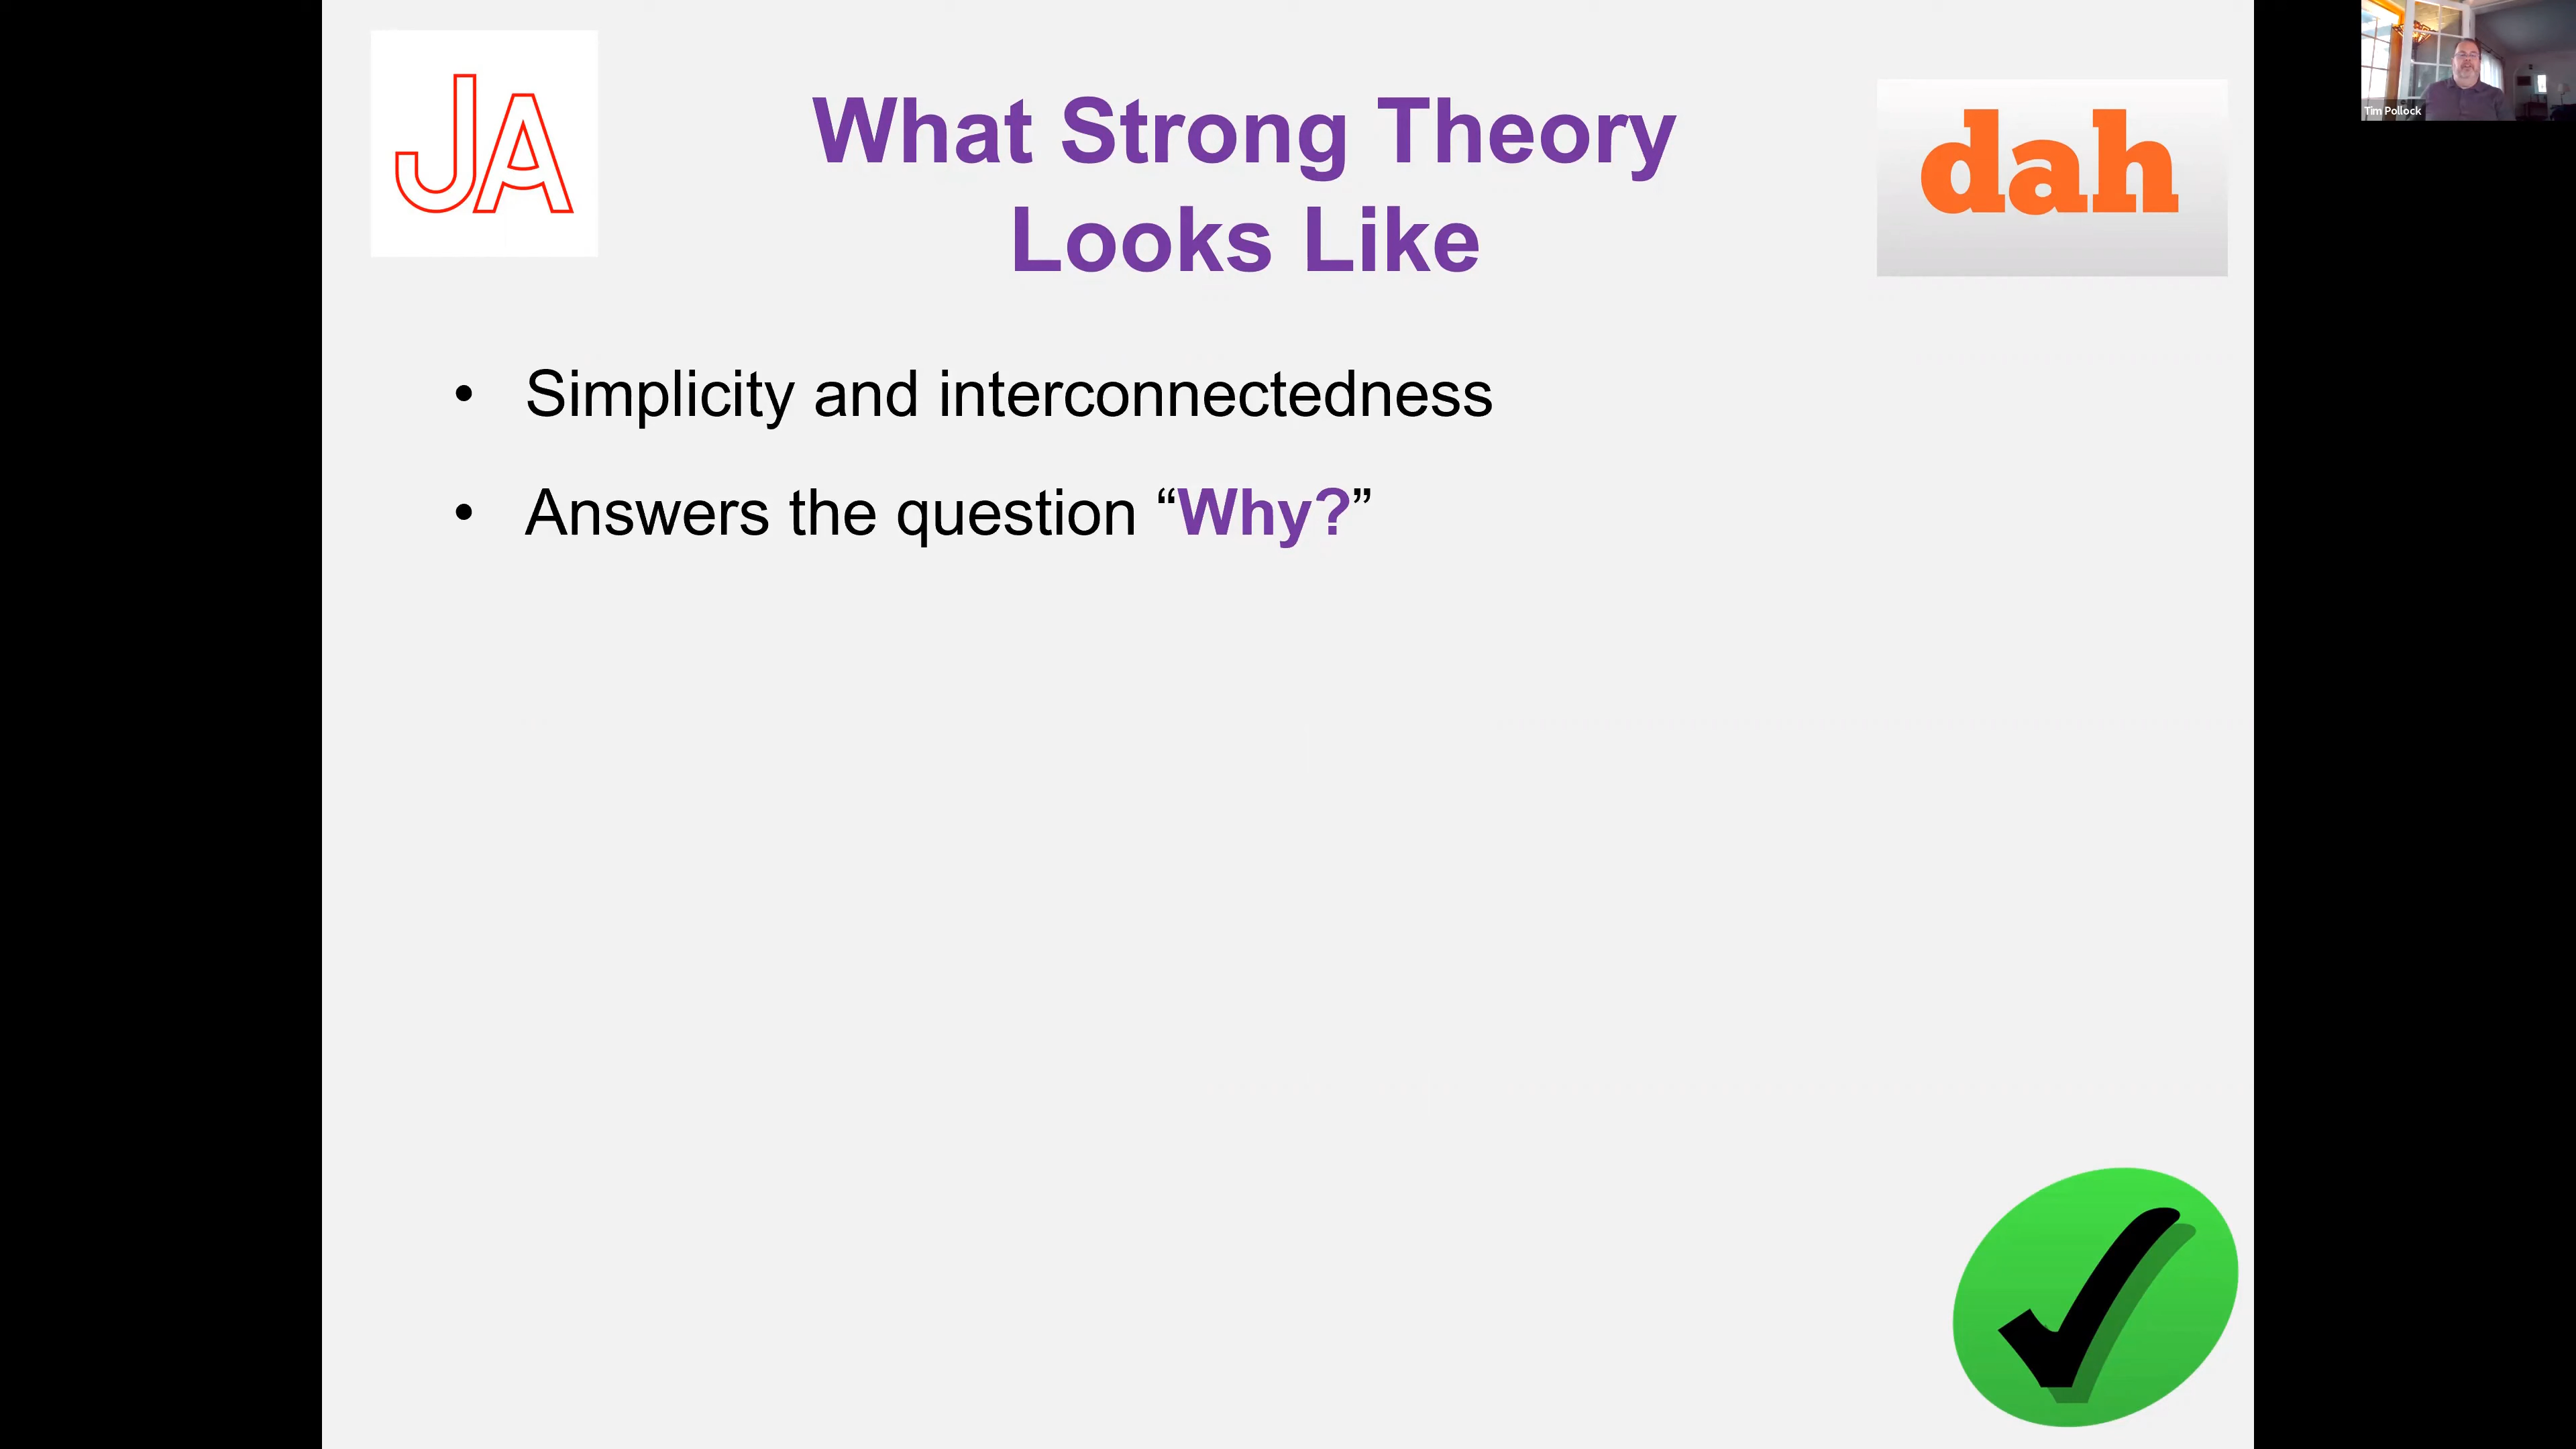 JA
What Strong Theory
Looks Like
dah
Tim Pollock
• Simplicity and interconnectedness
• Answers the question “Why?”